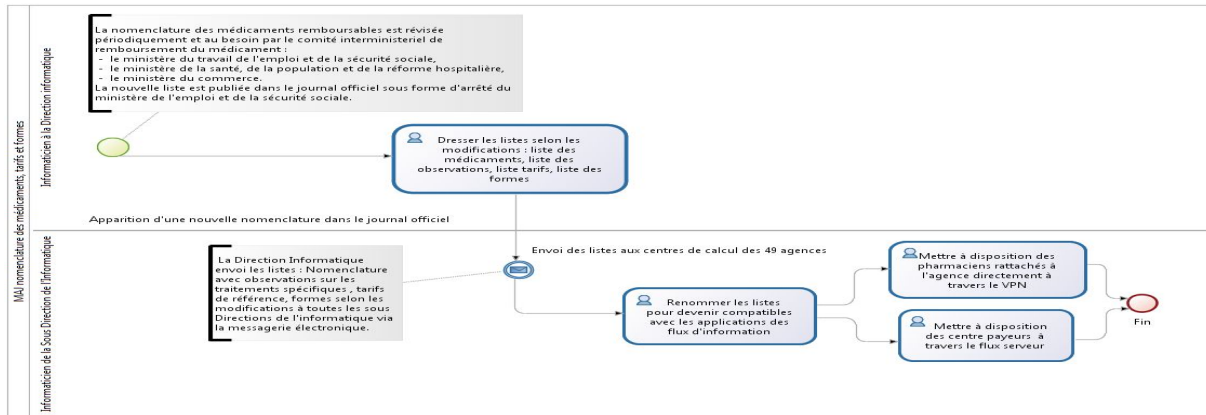 MAJ nomenclature des médicaments, tarifs et formes
Informaticien à la Direction informatique
La nomenclature des médicaments remboursables est révisée
périodiquement et au besoin par le comité interministeriel de
remboursement du médicament :
- le ministère du travail de l'emploi et de la sécurité sociale,
- le ministère de la santé, de la population et de la réforme hospitalière,
- le ministère du commerce.
La nouvelle liste est publiée dans le journal officiel sous forme d'arrêté du
ministère de l'emploi et de la sécurité sociale.
Dresser les listes selon les
modifications : liste des
médicaments, liste des
observations, liste tarifs, liste des
formes
Apparition d'une nouvelle nomenclature dans le journal officiel
Informaticien de la Sous Direction de l'Informatique
La Direction Informatique
envoi les listes : Nomenclature
avec observations sur les
traitements spécifiques , tarifs
de référence, formes selon les
modifications à toutes les sous
Directions de l'informatique via
la messagerie électronique.
Envoi des listes aux centres de calcul des 49 agences
Renommer les listes
pour devenir compatibles
avec les applications des
flux d'information
Mettre à disposition des
pharmaciens rattachés à
l'agence directement à
travers le VPN
Mettre à disposition
des centre payeurs à
travers le flux serveur
Fin